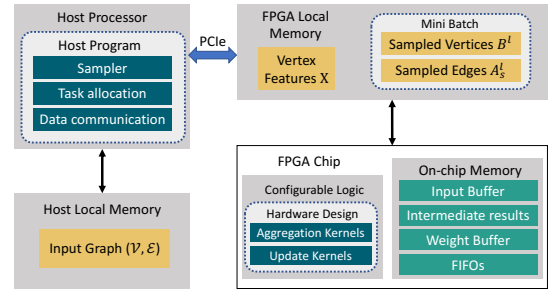 Host Processor
Host Program
Sampler
Task allocation
Data communication
PCIe
FPGA Local
Memory
Vertex
Features X
Mini Batch
Sampled Vertices B^l
Sampled Edges A_s^l
Host Local Memory
Input Graph (𝒱, ℰ)
FPGA Chip
Configurable Logic
Hardware Design
Aggregation Kernels
Update Kernels
On-chip Memory
Input Buffer
Intermediate results
Weight Buffer
FIFOs